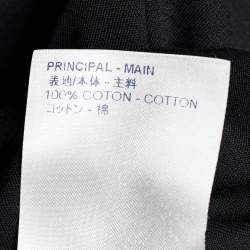 PRINCIPAL - MAIN
表地/本体 - 主料
100% COTON - COTTON
コットン - 棉